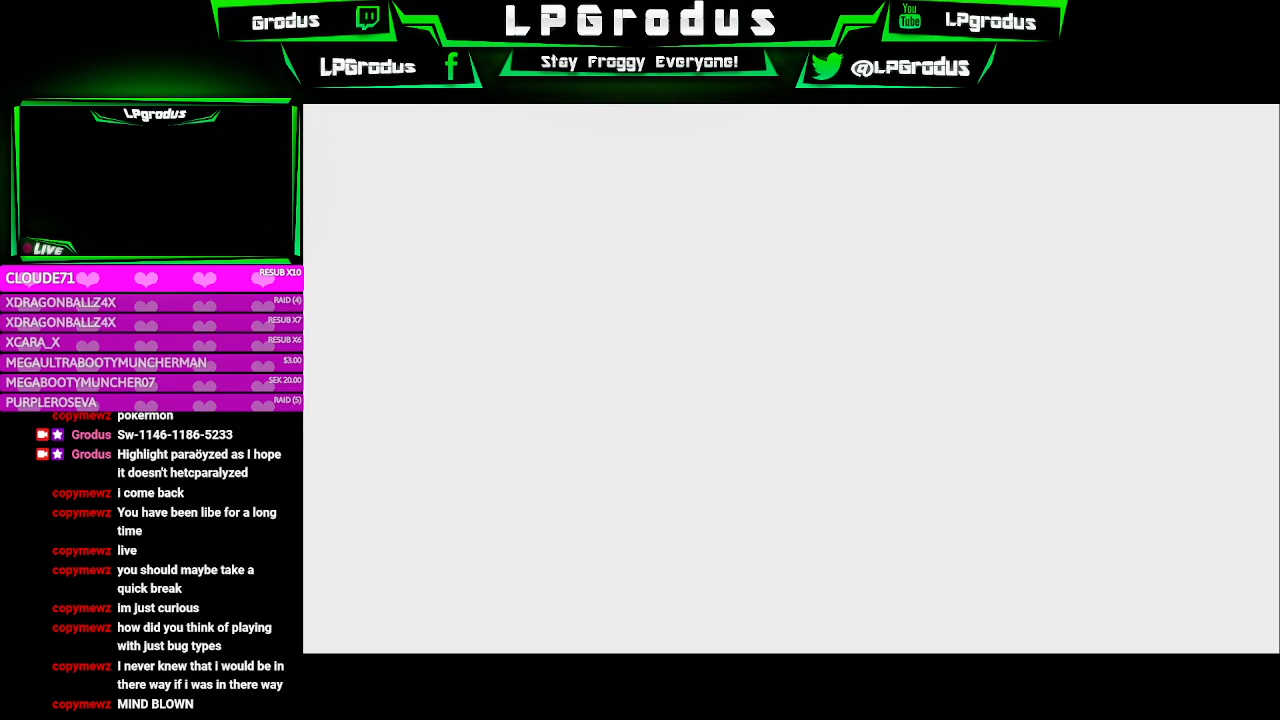 Grodus
LPGrodus
You
Tube
LPgrodus
LPGrodus
f
Stay Froggy Everyone!
@LPGrodus
LPgrodus
LIVE
CLOUDE71 RESUB X10
XDRAGONBALLZ4X RAID (4)
XDRAGONBALLZ4X RESUB X7
XCARA_X RESUB X6
MEGAULTRABOOTYMUNCHERMAN $3.00
MEGABOOTYMUNCHER07 SEK 20.00
PURPLEROSEVA RAID (5)
copymewz pokermon
Grodus Sw-1146-1186-5233
Grodus Highlight paraöyzed as I hope
it doesn't hetcparalyzed
copymewz i come back
copymewz You have been libe for a long
time
copymewz live
copymewz you should maybe take a
quick break
copymewz im just curious
copymewz how did you think of playing
with just bug types
copymewz I never knew that i would be in
there way if i was in there way
copymewz MIND BLOWN